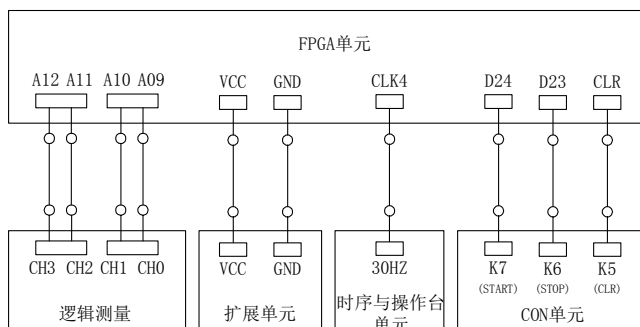 FPGA单元
A12 A11 A10 A09 VCC GND CLK4 D24 D23 CLR
CH3 CH2 CH1 CH0 VCC GND 30HZ K7 K6 K5
(START) (STOP) (CLR)
逻辑测量 扩展单元 时序与操作台 CON单元
单元